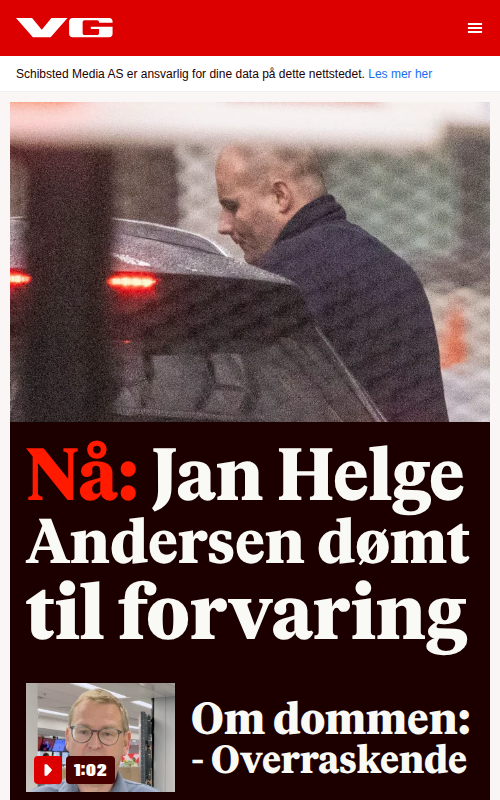 VG
Schibsted Media AS er ansvarlig for dine data på dette nettstedet. Les mer her
Nå: Jan Helge
Andersen dømt
til forvaring
Om dommen:
- Overraskende
1:02